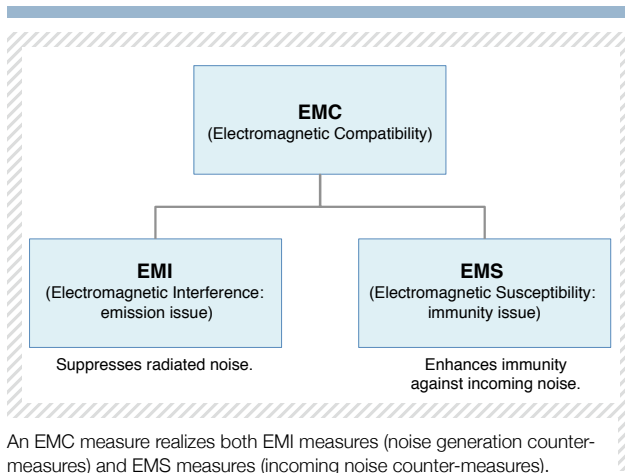 EMC
(Electromagnetic Compatibility)
EMI
(Electromagnetic Interference:
emission issue)
EMS
(Electromagnetic Susceptibility:
immunity issue)
Suppresses radiated noise.
Enhances immunity
against incoming noise.
An EMC measure realizes both EMI measures (noise generation counter-
measures) and EMS measures (incoming noise counter-measures).